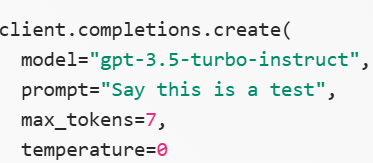 client.completions.create(
  model="gpt-3.5-turbo-instruct",
  prompt="Say this is a test",
  max_tokens=7,
  temperature=0